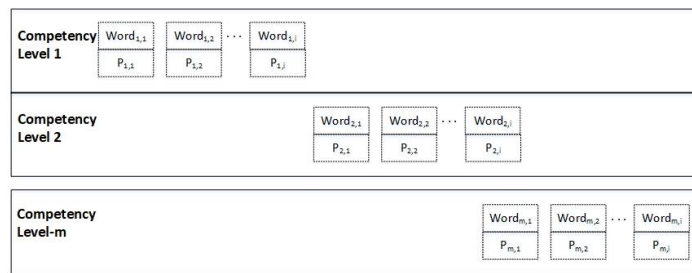 Competency Level 1
Word1,1 Word1,2 ... Word1,i
P1,1 P1,2 P1,i
Competency Level 2
Word2,1 Word2,2 ... Word2,i
P2,1 P2,2 P2,i
Competency Level-m
Wordm,1 Wordm,2 ... Wordm,i
Pm,1 Pm,2 Pm,i